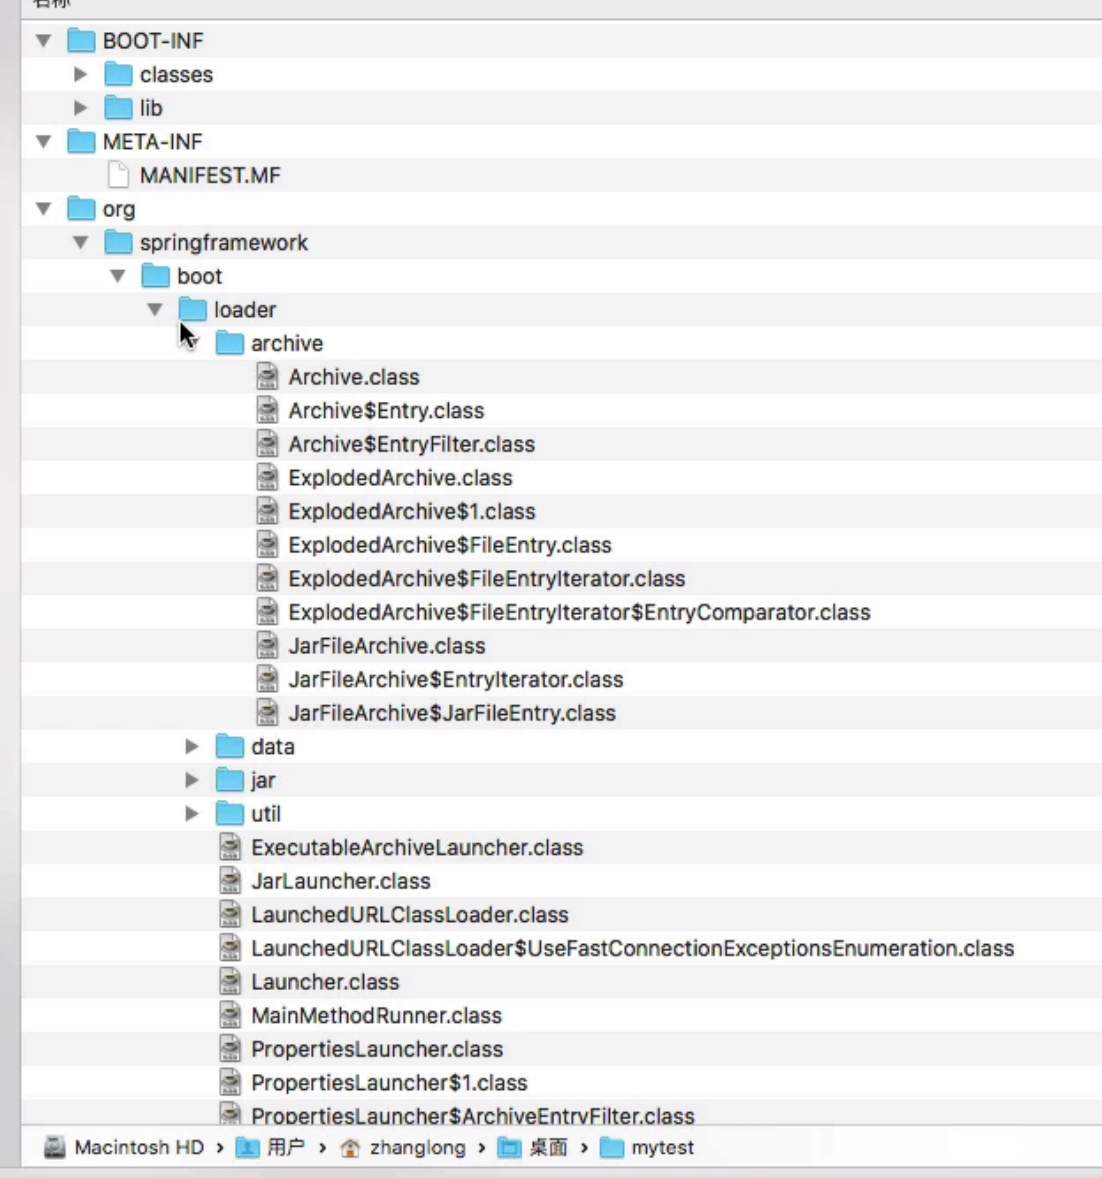 名称
BOOT-INF
classes
lib
META-INF
MANIFEST.MF
org
springframework
boot
loader
archive
Archive.class
Archive$Entry.class
Archive$EntryFilter.class
ExplodedArchive.class
ExplodedArchive$1.class
ExplodedArchive$FileEntry.class
ExplodedArchive$FileEntryIterator.class
ExplodedArchive$FileEntryIterator$EntryComparator.class
JarFileArchive.class
JarFileArchive$EntryIterator.class
JarFileArchive$JarFileEntry.class
data
jar
util
ExecutableArchiveLauncher.class
JarLauncher.class
LaunchedURLClassLoader.class
LaunchedURLClassLoader$UseFastConnectionExceptionsEnumeration.class
Launcher.class
MainMethodRunner.class
PropertiesLauncher.class
PropertiesLauncher$1.class
PropertiesLauncher$ArchiveEntryFilter.class
Macintosh HD › 用户 › zhanglong › 桌面 › mytest